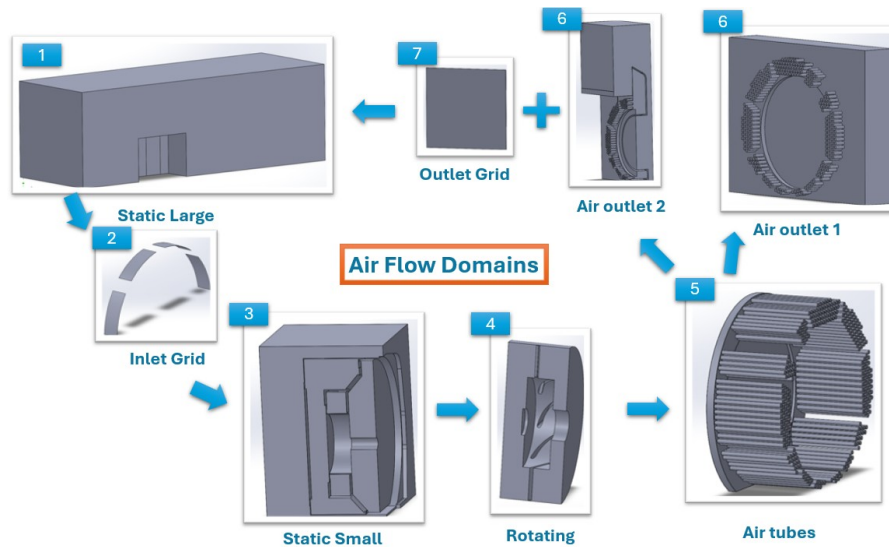 1
Static Large
2
Inlet Grid
3
Static Small
4
Rotating
5
Air tubes
6
Air outlet 1
6
Air outlet 2
7
Outlet Grid
Air Flow Domains